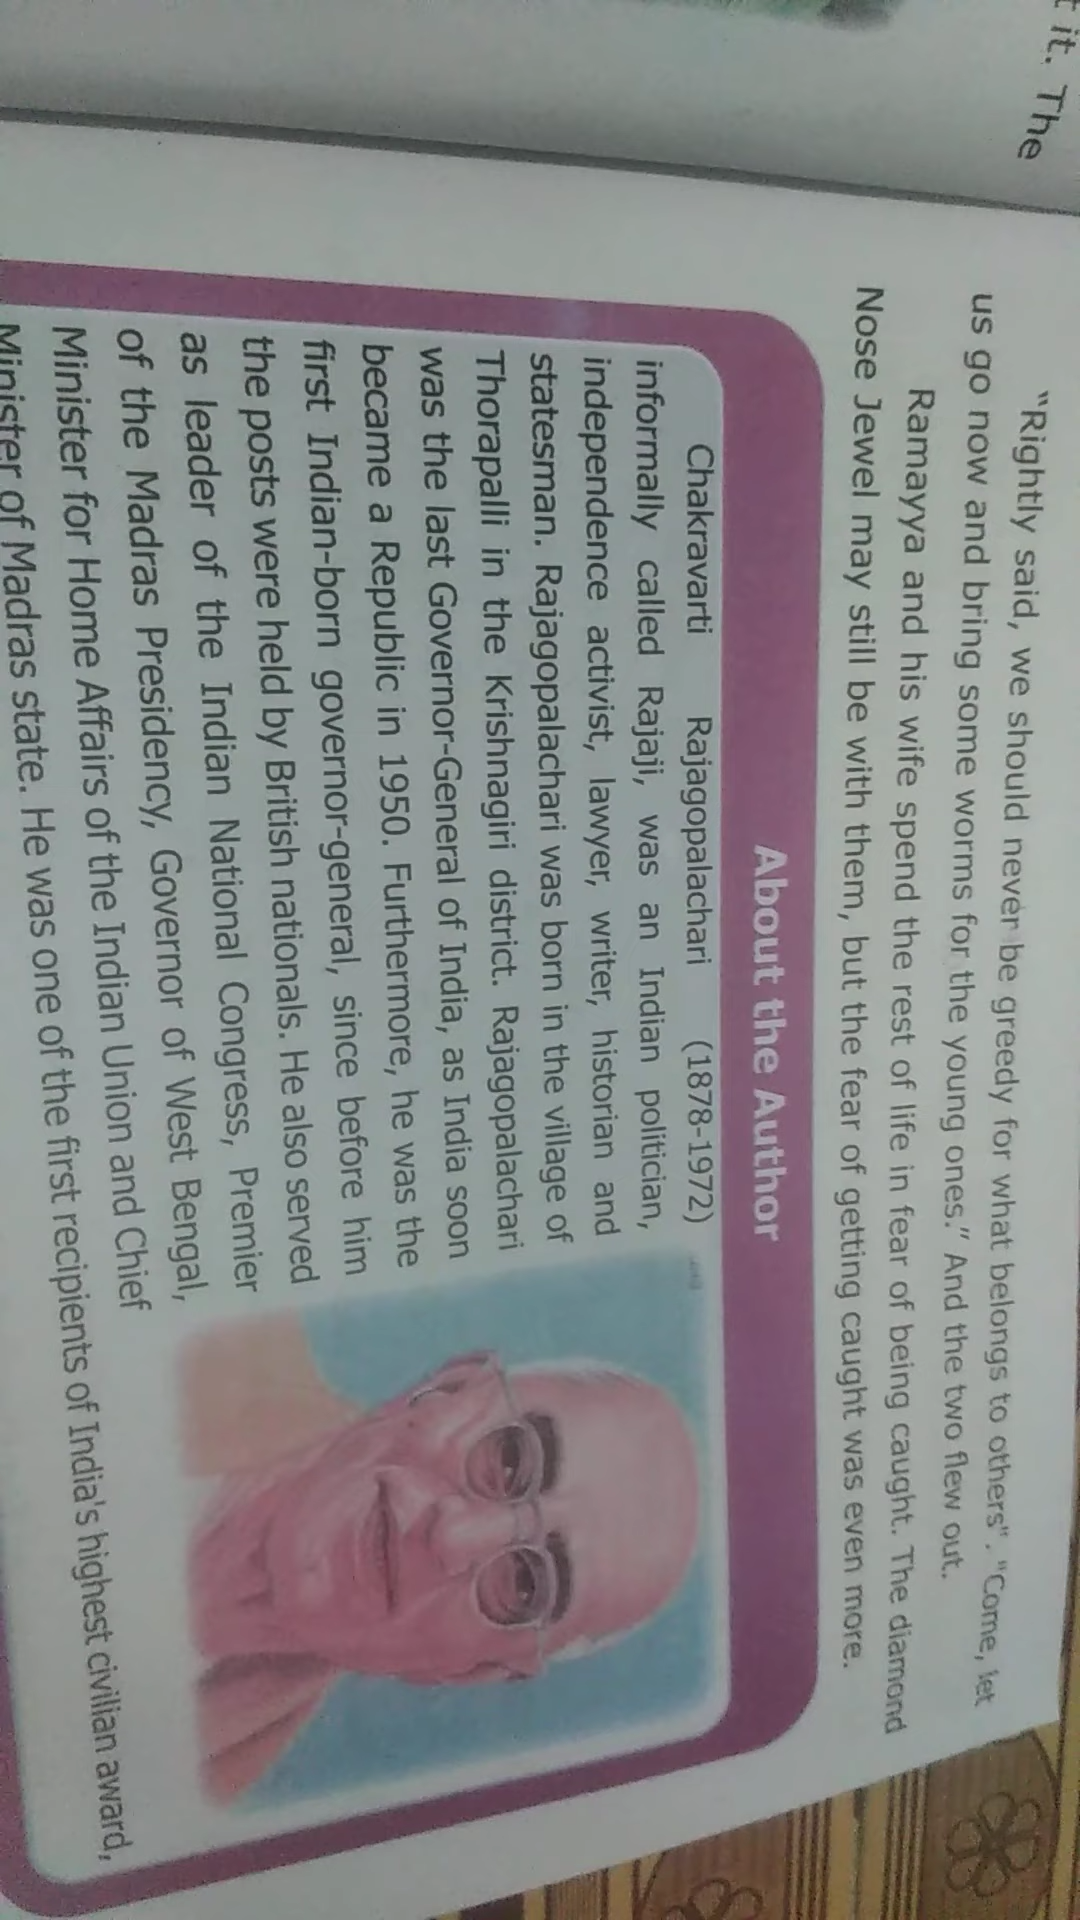 it. The
"Rightly said, we should never be greedy for what belongs to others". "Come, let
us go now and bring some worms for the young ones." And the two flew out.
Ramayya and his wife spend the rest of life in fear of being caught. The diamond
Nose Jewel may still be with them, but the fear of getting caught was even more.
About the Author
Chakravarti Rajagopalachari (1878-1972)
informally called Rajaji, was an Indian politician,
independence activist, lawyer, writer, historian and
statesman. Rajagopalachari was born in the village of
Thorapalli in the Krishnagiri district. Rajagopalachari
was the last Governor-General of India, as India soon
became a Republic in 1950. Furthermore, he was the
first Indian-born governor-general, since before him
the posts were held by British nationals. He also served
as leader of the Indian National Congress, Premier
of the Madras Presidency, Governor of West Bengal,
Minister for Home Affairs of the Indian Union and Chief
Minister of Madras state. He was one of the first recipients of India's highest civilian award,